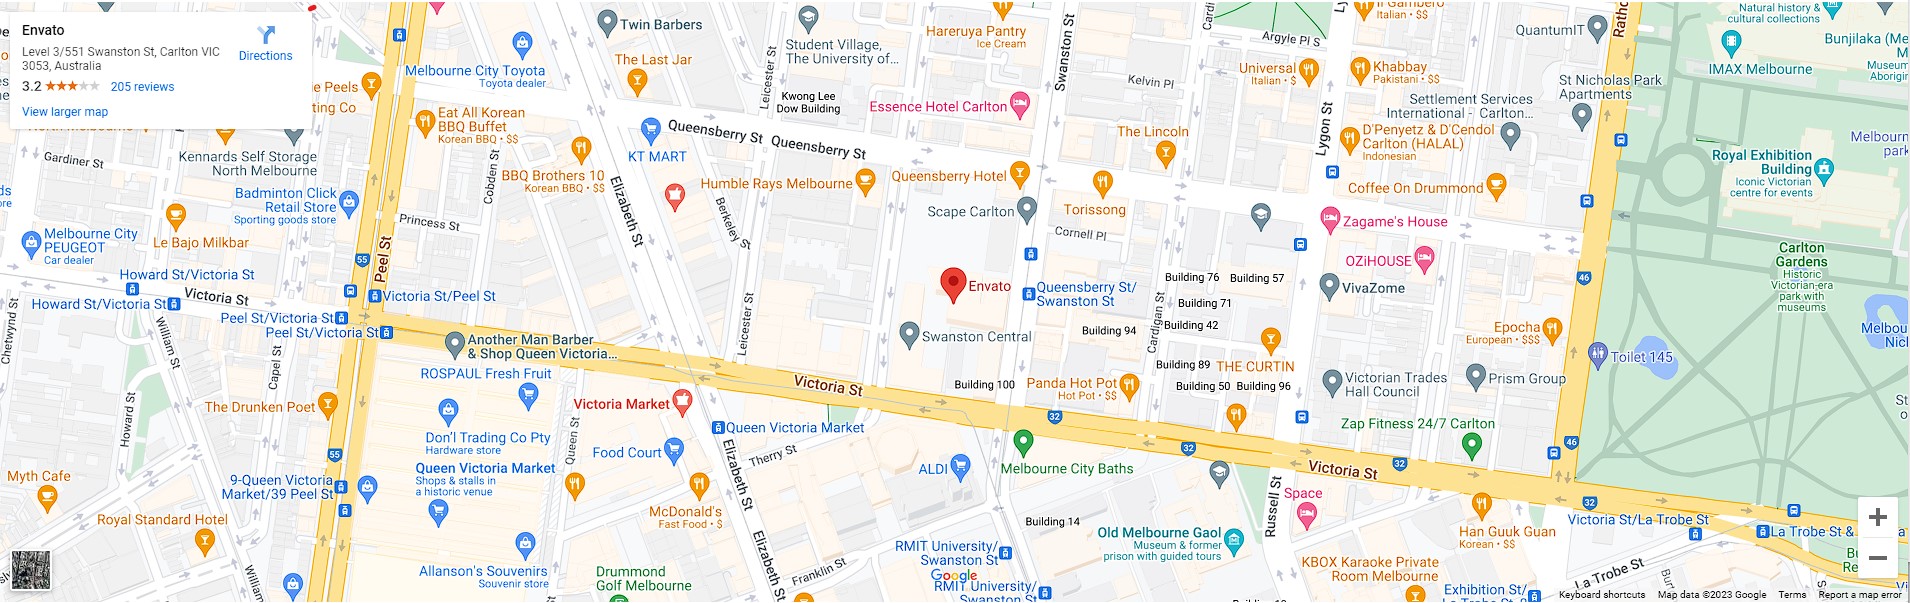 Envato
Level 3/551 Swanston St, Carlton VIC
3053, Australia
3.2
205 reviews
View larger map
Directions
Twin Barbers
Melbourne City Toyota
Toyota dealer
The Last Jar
Student Village,
The University of...
Hareruya Pantry
Ice Cream
Swanston St
Argyle Pl S
Italian • $$
QuantumIT
Natural history &
cultural collections
IMAX Melbourne
Bunjilaka (Me
Leicester St
Kwong Lee
Dow Building
Essence Hotel Carlton
Kelvin Pl
Universal
Italian • $
Khabbay
Pakistani • $$
St Nicholas Park
Apartments
Settlement Services
International - Carlton...
Eat All Korean
BBQ Buffet
Korean BBQ • $$
KT MART
Queensberry St
Queensberry St
The Lincoln
Lygon St
D'Penyetz & D'Cendol
Carlton (HALAL)
Indonesian
Royal Exhibition
Building
Iconic Victorian
centre for events
Gardiner St
Kennards Self Storage
North Melbourne
Cobden St
BBQ Brothers 10
Korean BBQ • $$
Humble Rays Melbourne
Queensberry Hotel
Torissong
Coffee On Drummond
Badminton Click
Retail Store
Sporting goods store
Princess St
Elizabeth St
Berkeley St
Scape Carlton
Cornell Pl
Zagame's House
Le Bajo Milkbar
Melbourne City
PEUGEOT
Car dealer
Peel St
55
OZiHOUSE
Carlton
Gardens
Historic
Victorian-era
park with
museums
Howard St/Victoria St
Howard St/Victoria St
Victoria St
Victoria St/Peel St
Peel St/Victoria St
Peel St/Victoria St
Envato
Queensberry St/
Swanston St
Building 76
Building 57
Building 71
Building 42
Building 94
VivaZome
46
Chetwynd St
William St
Capel St
Another Man Barber
& Shop Queen Victoria...
Leicester St
Swanston Central
Cardigan St
Epocha
European • $$$
Toilet 145
ROSPAUL Fresh Fruit
Victoria St
Building 100
Panda Hot Pot
Hot Pot • $$
Building 89
THE CURTIN
Building 50
Building 96
Victorian Trades
Hall Council
Prism Group
The Drunken Poet
Victoria Market
32
Howard St
Don'l Trading Co Pty
Hardware store
Queen St
Queen Victoria Market
Food Court
Zap Fitness 24/7 Carlton
46
55
Therry St
Elizabeth St
ALDI
Melbourne City Baths
32
Victoria St
32
Myth Cafe
9-Queen Victoria
Market/39 Peel St
Queen Victoria Market
Shops & stalls in
a historic venue
McDonald's
Fast Food • $
Russell St
Space
32
Royal Standard Hotel
Building 14
Old Melbourne Gaol
Museum & former
prison with guided tours
Han Guuk Guan
Korean • $$
Victoria St/La Trobe St
La Trobe St &
Allanson's Souvenirs
Souvenir store
Drummond
Golf Melbourne
Elizabeth St
Franklin St
RMIT University/
Swanston St
Google
RMIT University/
Swanston St
KBOX Karaoke Private
Room Melbourne
Exhibition St/
La Trobe St
Keyboard shortcuts
Map data ©2023 Google
Terms
Report a map error